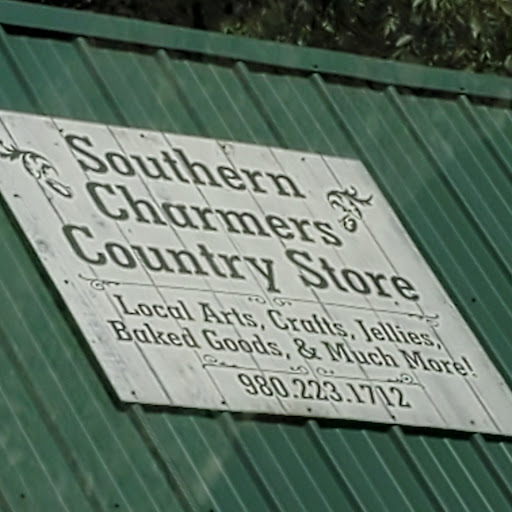 Southern
Charmers
Country Store
Local Arts, Crafts, Jellies,
Baked Goods, & Much More!
980.223.1712